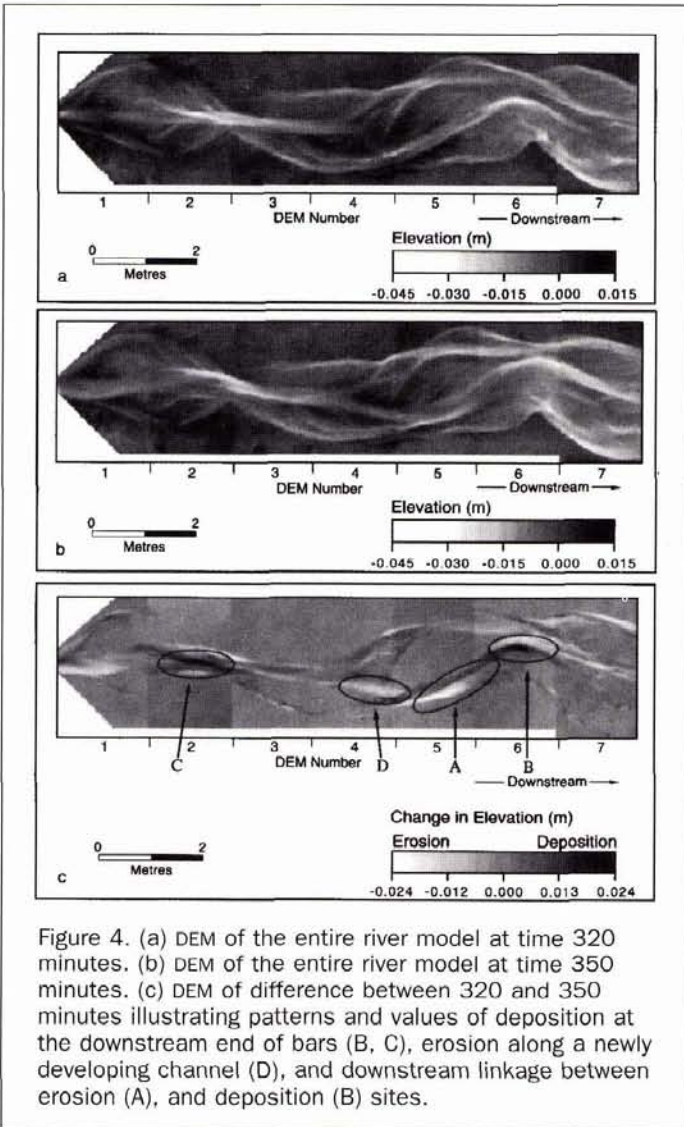 1 2 3 4 5 6 7
DEM Number
Downstream
0 2
Metres
Elevation (m)
-0.045 -0.030 -0.015 0.000 0.015
a
1 2 3 4 5 6 7
DEM Number
Downstream
0 2
Metres
Elevation (m)
-0.045 -0.030 -0.015 0.000 0.015
b
1 2 3 4 5 6 7
C DEM Number D A B
Downstream
Change in Elevation (m)
0 2
Metres
Erosion Deposition
-0.024 -0.012 0.000 0.013 0.024
c
Figure 4. (a) DEM of the entire river model at time 320
minutes. (b) DEM of the entire river model at time 350
minutes. (c) DEM of difference between 320 and 350
minutes illustrating patterns and values of deposition at
the downstream end of bars (B, C), erosion along a newly
developing channel (D), and downstream linkage between
erosion (A), and deposition (B) sites.